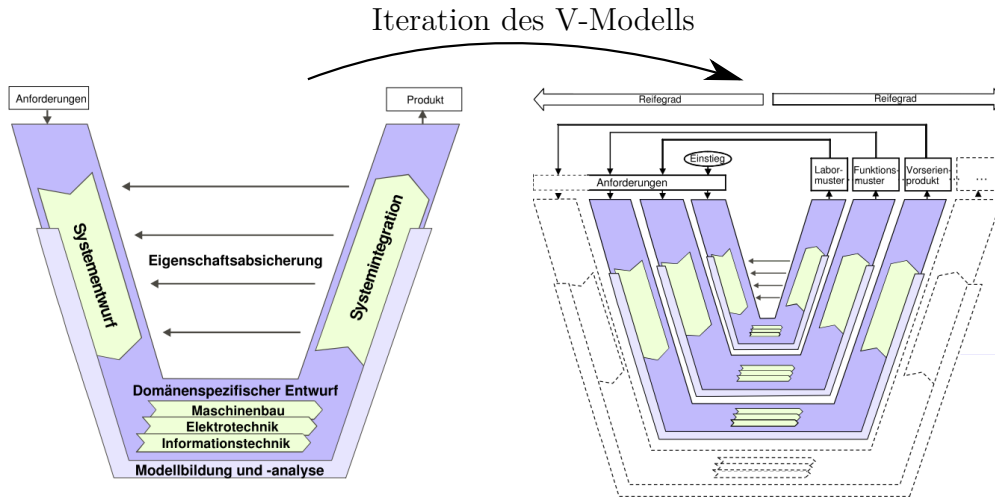 Iteration des V-Modells
Anforderungen
Produkt
Systementwurf
Eigenschaftsabsicherung
Systemintegration
Domänenspezifischer Entwurf
Maschinenbau
Elektrotechnik
Informationstechnik
Modellbildung und -analyse
Reifegrad
Reifegrad
Einstieg
Anforderungen
Labor-
muster
Funktions-
muster
Vorserien-
produkt
...